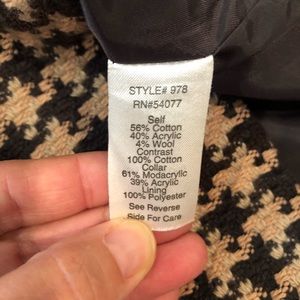 STYLE# 978
RN#54077
Self
56% Cotton
40% Acrylic
4% Wool
Contrast
100% Cotton
Collar
61% Modacrylic
39% Acrylic
Lining
100% Polyester
See Reverse
Side For Care